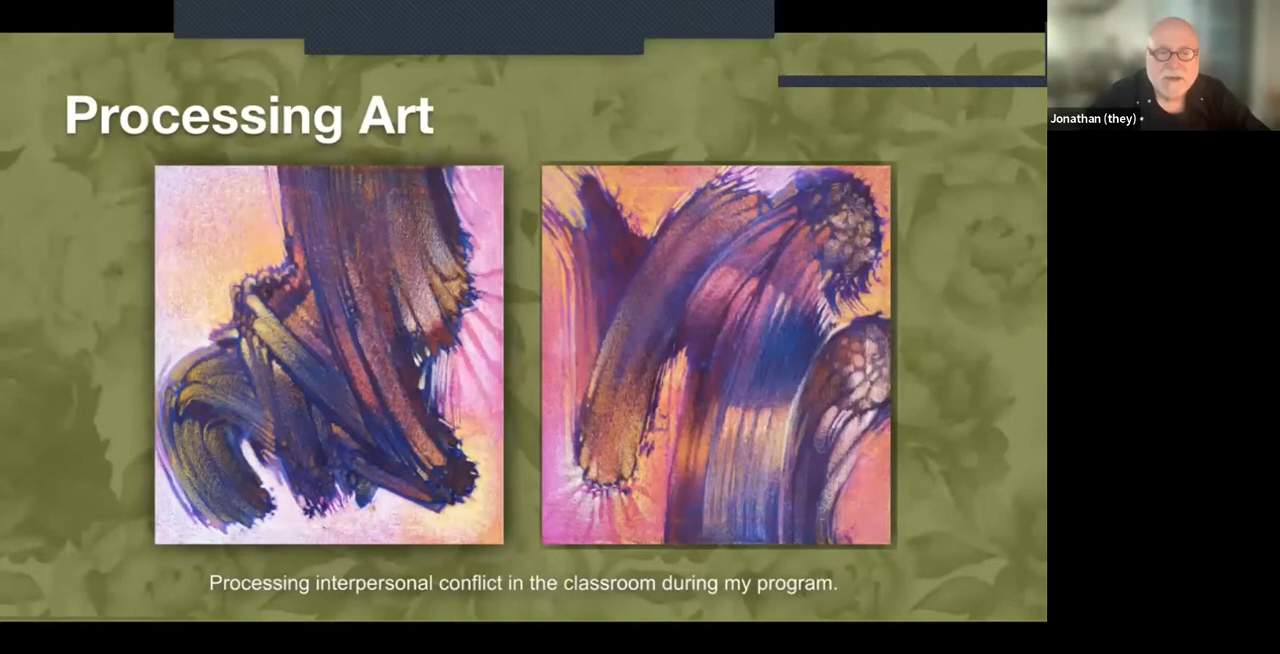 Processing Art
Jonathan (they)
Processing interpersonal conflict in the classroom during my program.